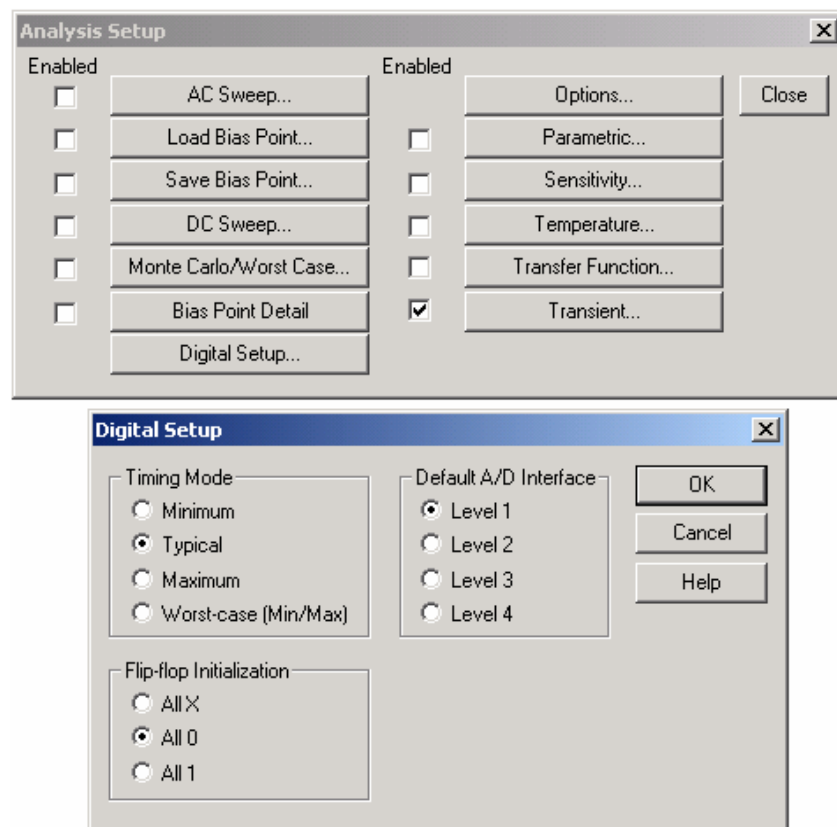 Analysis Setup
Enabled Enabled
AC Sweep... Options... Close
Load Bias Point... Parametric...
Save Bias Point... Sensitivity...
DC Sweep... Temperature...
Monte Carlo/Worst Case... Transfer Function...
Bias Point Detail Transient...
Digital Setup...
Digital Setup
Timing Mode
Minimum
Typical
Maximum
Worst-case (Min/Max)
Default A/D Interface
Level 1
Level 2
Level 3
Level 4
OK
Cancel
Help
Flip-flop Initialization
All X
All 0
All 1